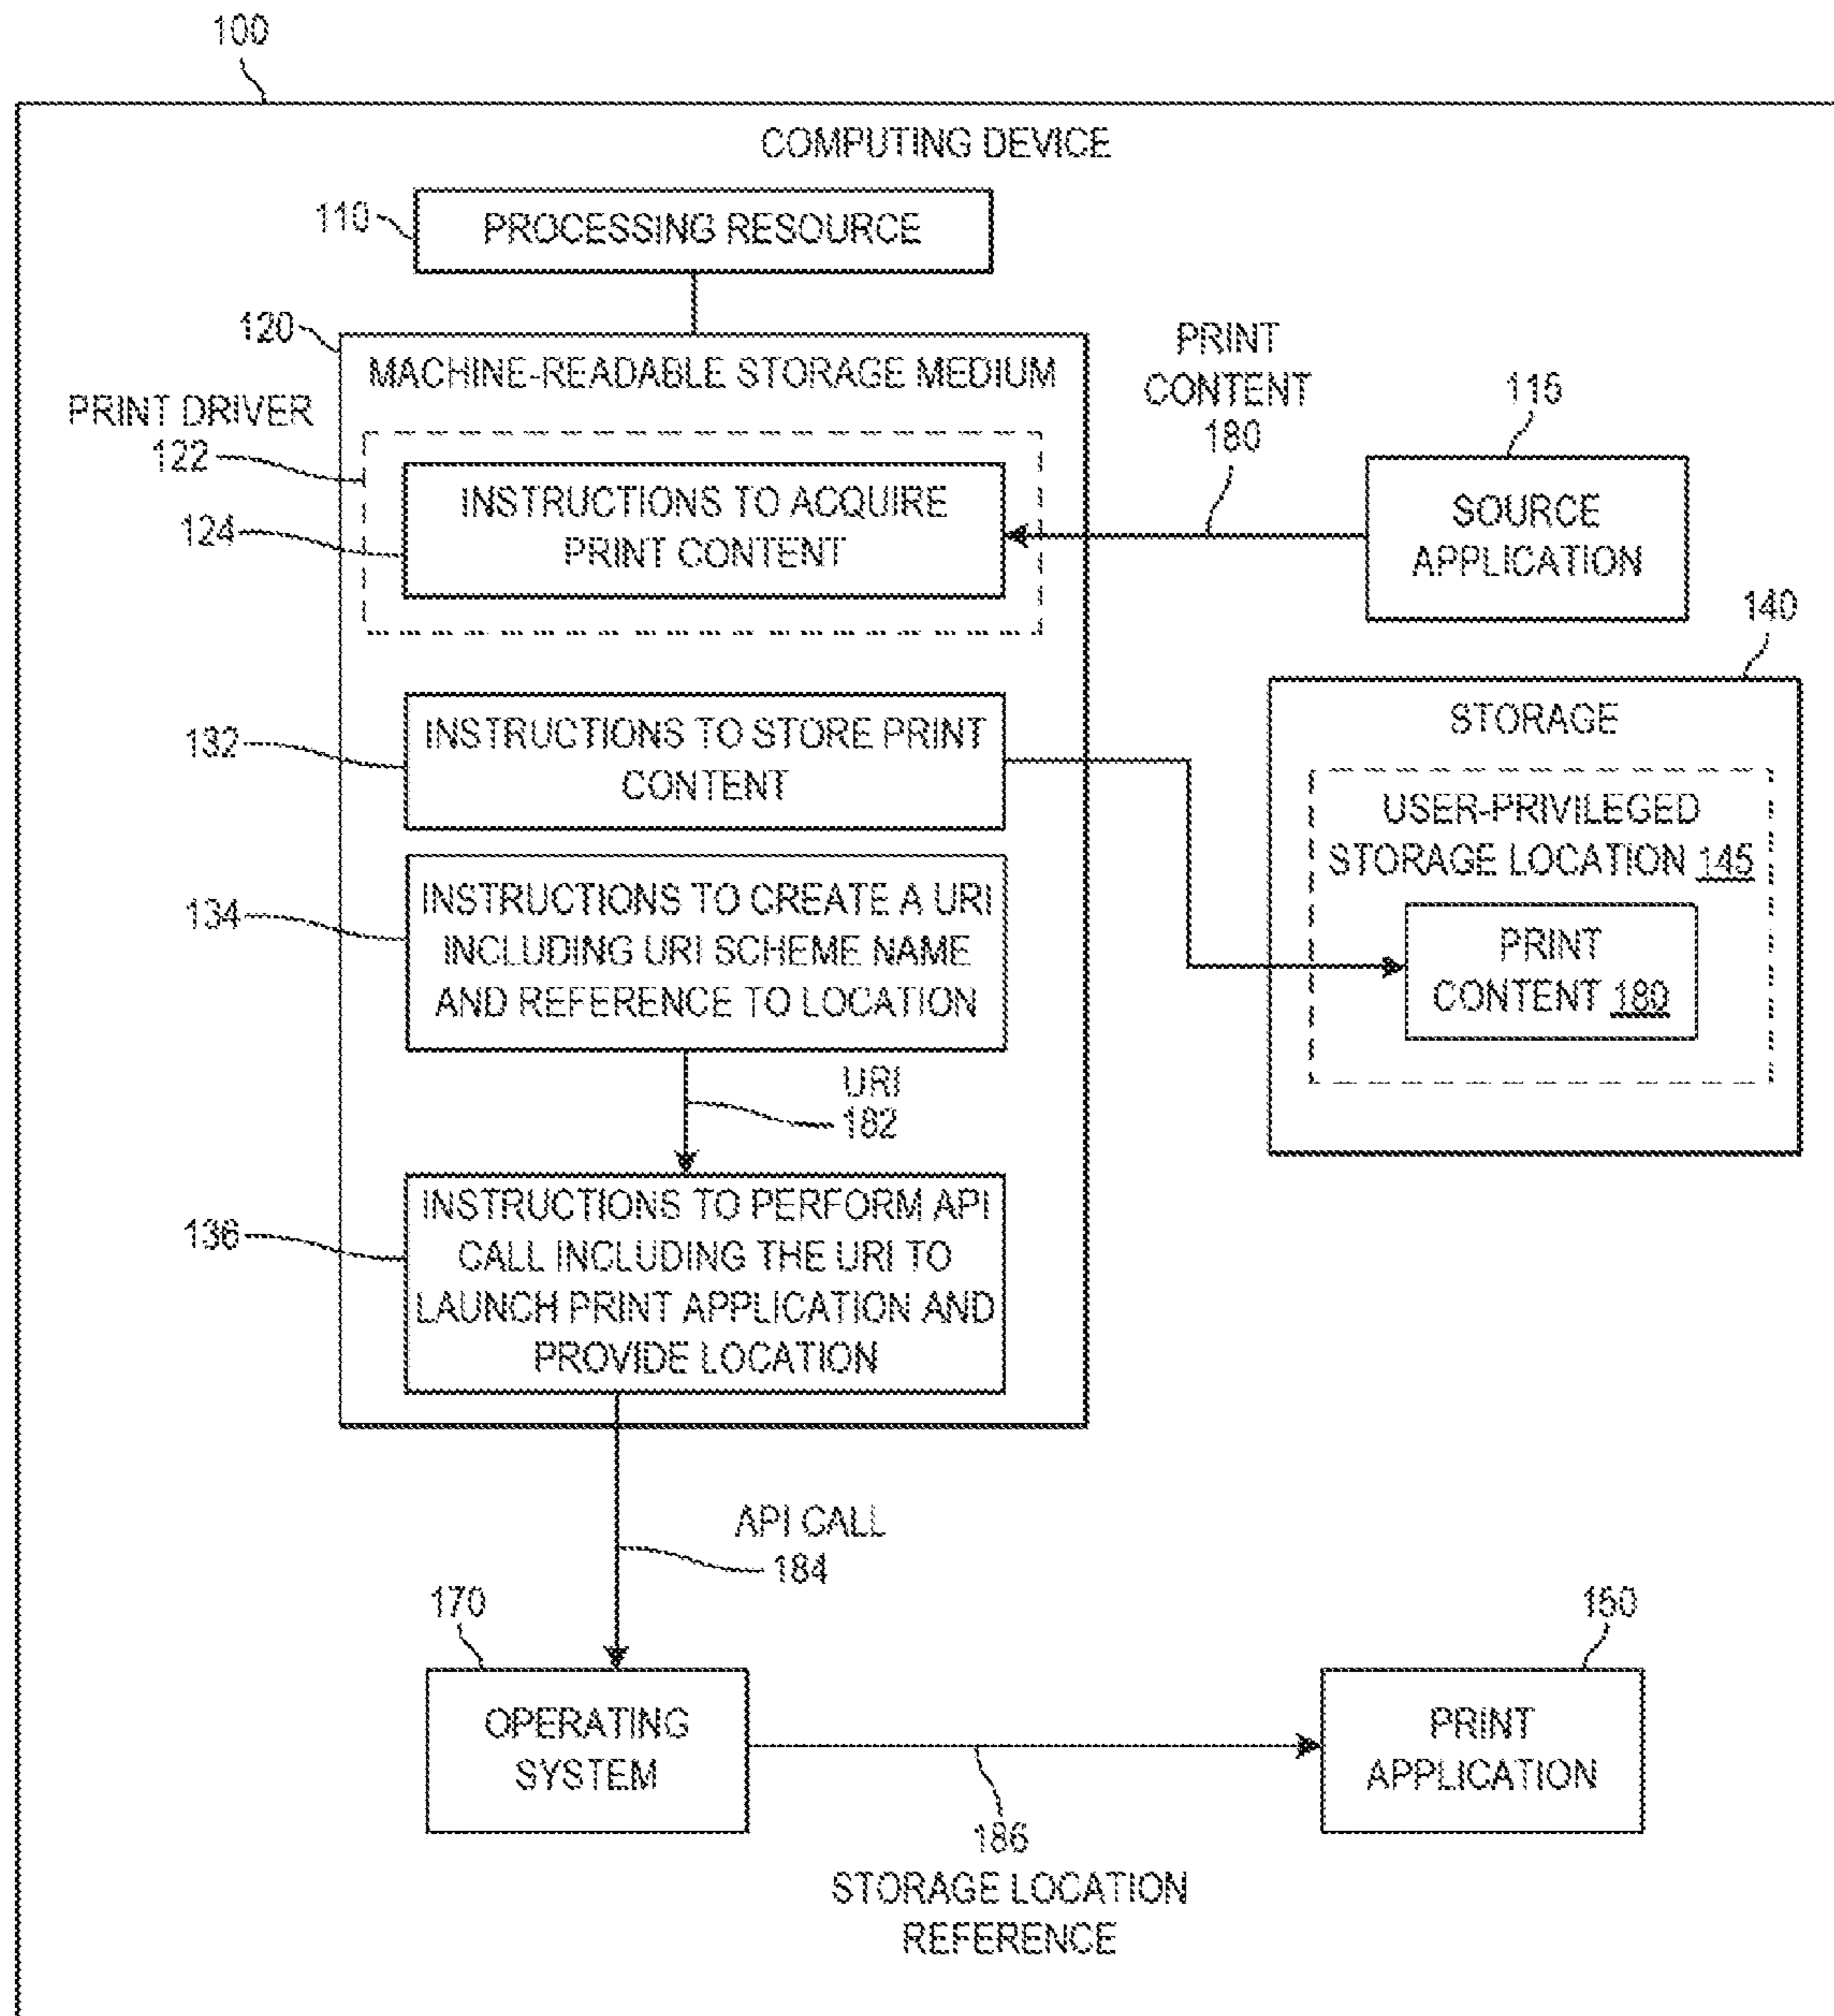 100
COMPUTING DEVICE
110
PROCESSING RESOURCE
120
MACHINE-READABLE STORAGE MEDIUM
PRINT DRIVER
122
124
INSTRUCTIONS TO ACQUIRE
PRINT CONTENT
PRINT
CONTENT
180
115
SOURCE
APPLICATION
132
INSTRUCTIONS TO STORE PRINT
CONTENT
140
STORAGE
USER-PRIVILEGED
STORAGE LOCATION 145
PRINT
CONTENT 180
134
INSTRUCTIONS TO CREATE A URI
INCLUDING URI SCHEME NAME
AND REFERENCE TO LOCATION
URI
182
136
INSTRUCTIONS TO PERFORM API
CALL INCLUDING THE URI TO
LAUNCH PRINT APPLICATION AND
PROVIDE LOCATION
API CALL
184
170
OPERATING
SYSTEM
186
STORAGE LOCATION
REFERENCE
150
PRINT
APPLICATION